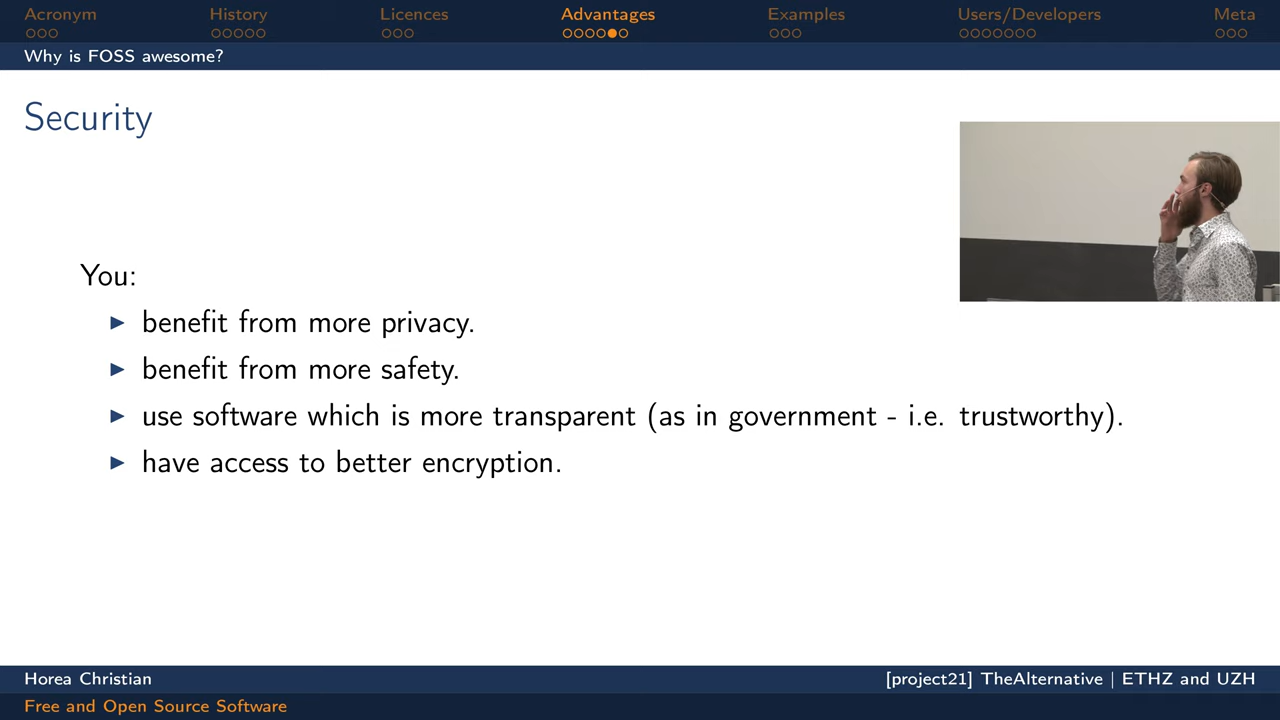 Acronym History Licences Advantages Examples Users/Developers Meta
Why is FOSS awesome?
Security
You:
benefit from more privacy.
benefit from more safety.
use software which is more transparent (as in government - i.e. trustworthy).
have access to better encryption.
Horea Christian [project21] TheAlternative | ETHZ and UZH
Free and Open Source Software